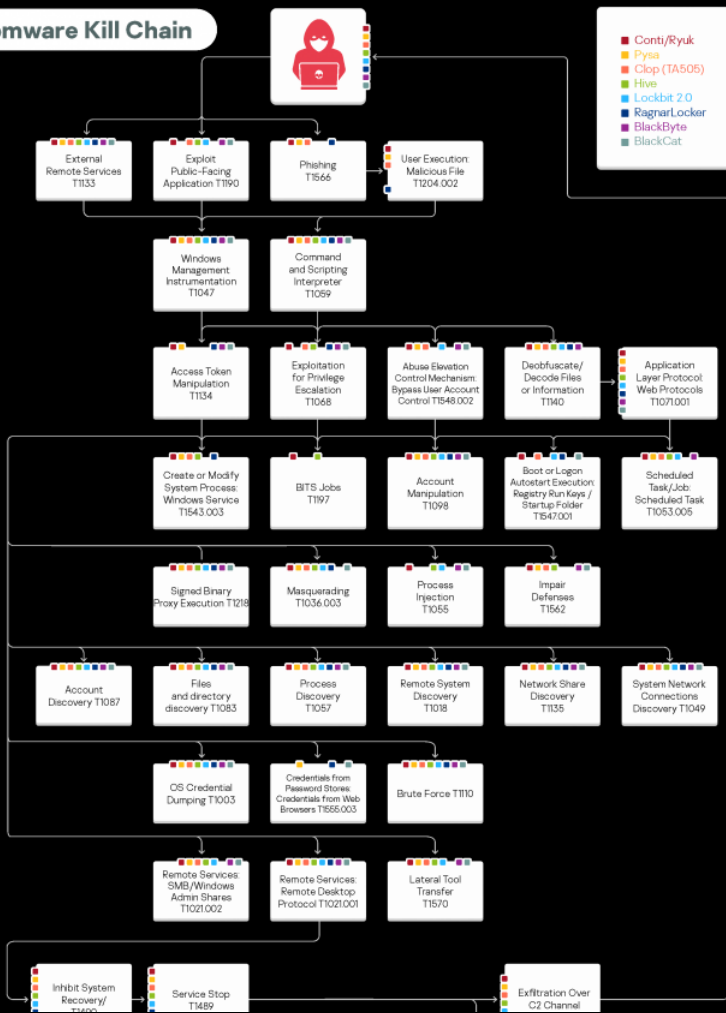 omware Kill Chain
Conti/Ryuk
Pysa
Clop (TA505)
Hive
Lockbit 2.0
RagnarLocker
BlackByte
BlackCat
External
Remote Services
T1133
Exploit
Public-Facing
Application T1190
Phishing
T1566
User Execution:
Malicious File
T1204.002
Windows
Management
Instrumentation
T1047
Command
and Scripting
Interpreter
T1059
Access Token
Manipulation
T1134
Exploitation
for Privilege
Escalation
T1068
Abuse Elevation
Control Mechanism:
Bypass User Account
Control T1548.002
Deobfuscate/
Decode Files
or Information
T1140
Application
Layer Protocol:
Web Protocols
T1071.001
Create or Modify
System Process:
Windows Service
T1543.003
BITS Jobs
T1197
Account
Manipulation
T1098
Boot or Logon
Autostart Execution:
Registry Run Keys /
Startup Folder
T1547.001
Scheduled
Task/Job:
Scheduled Task
T1053.005
Signed Binary
Proxy Execution T1218
Masquerading
T1036.003
Process
Injection
T1055
Impair
Defenses
T1562
Account
Discovery T1087
Files
and directory
discovery T1083
Process
Discovery
T1057
Remote System
Discovery
T1018
Network Share
Discovery
T1135
System Network
Connections
Discovery T1049
OS Credential
Dumping T1003
Credentials from
Password Stores:
Credentials from Web
Browsers T1555.003
Brute Force T1110
Remote Services:
SMB/Windows
Admin Shares
T1021.002
Remote Services:
Remote Desktop
Protocol T1021.001
Lateral Tool
Transfer
T1570
Inhibit System
Recovery/
T1490
Service Stop
T1489
Exfiltration Over
C2 Channel